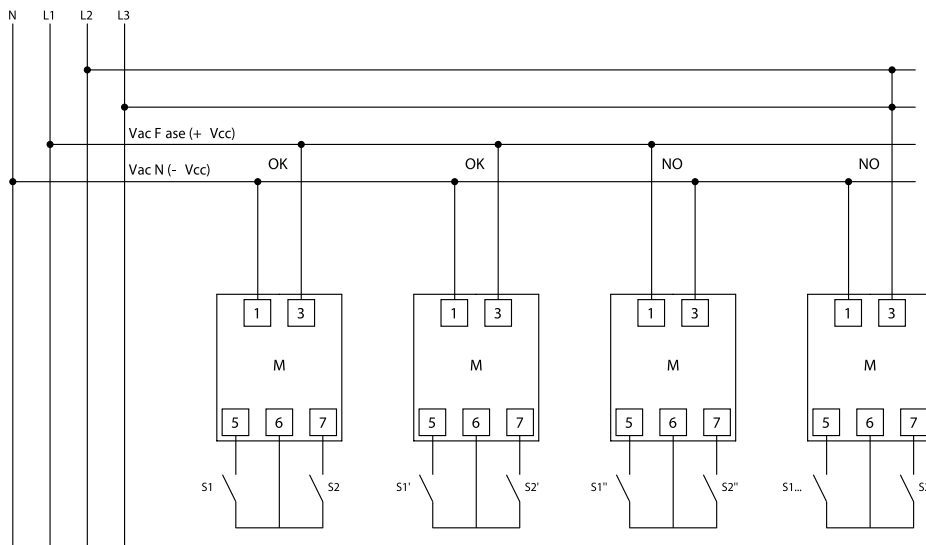 N L1 L2 L3
Vac F ase (+ Vcc)
OK OK NO NO
Vac N (- Vcc)
1 3 1 3 1 3 1 3
M M M M
5 6 7 5 6 7 5 6 7 5 6 7
S1 S2 S1' S2' S1" S2" S1...